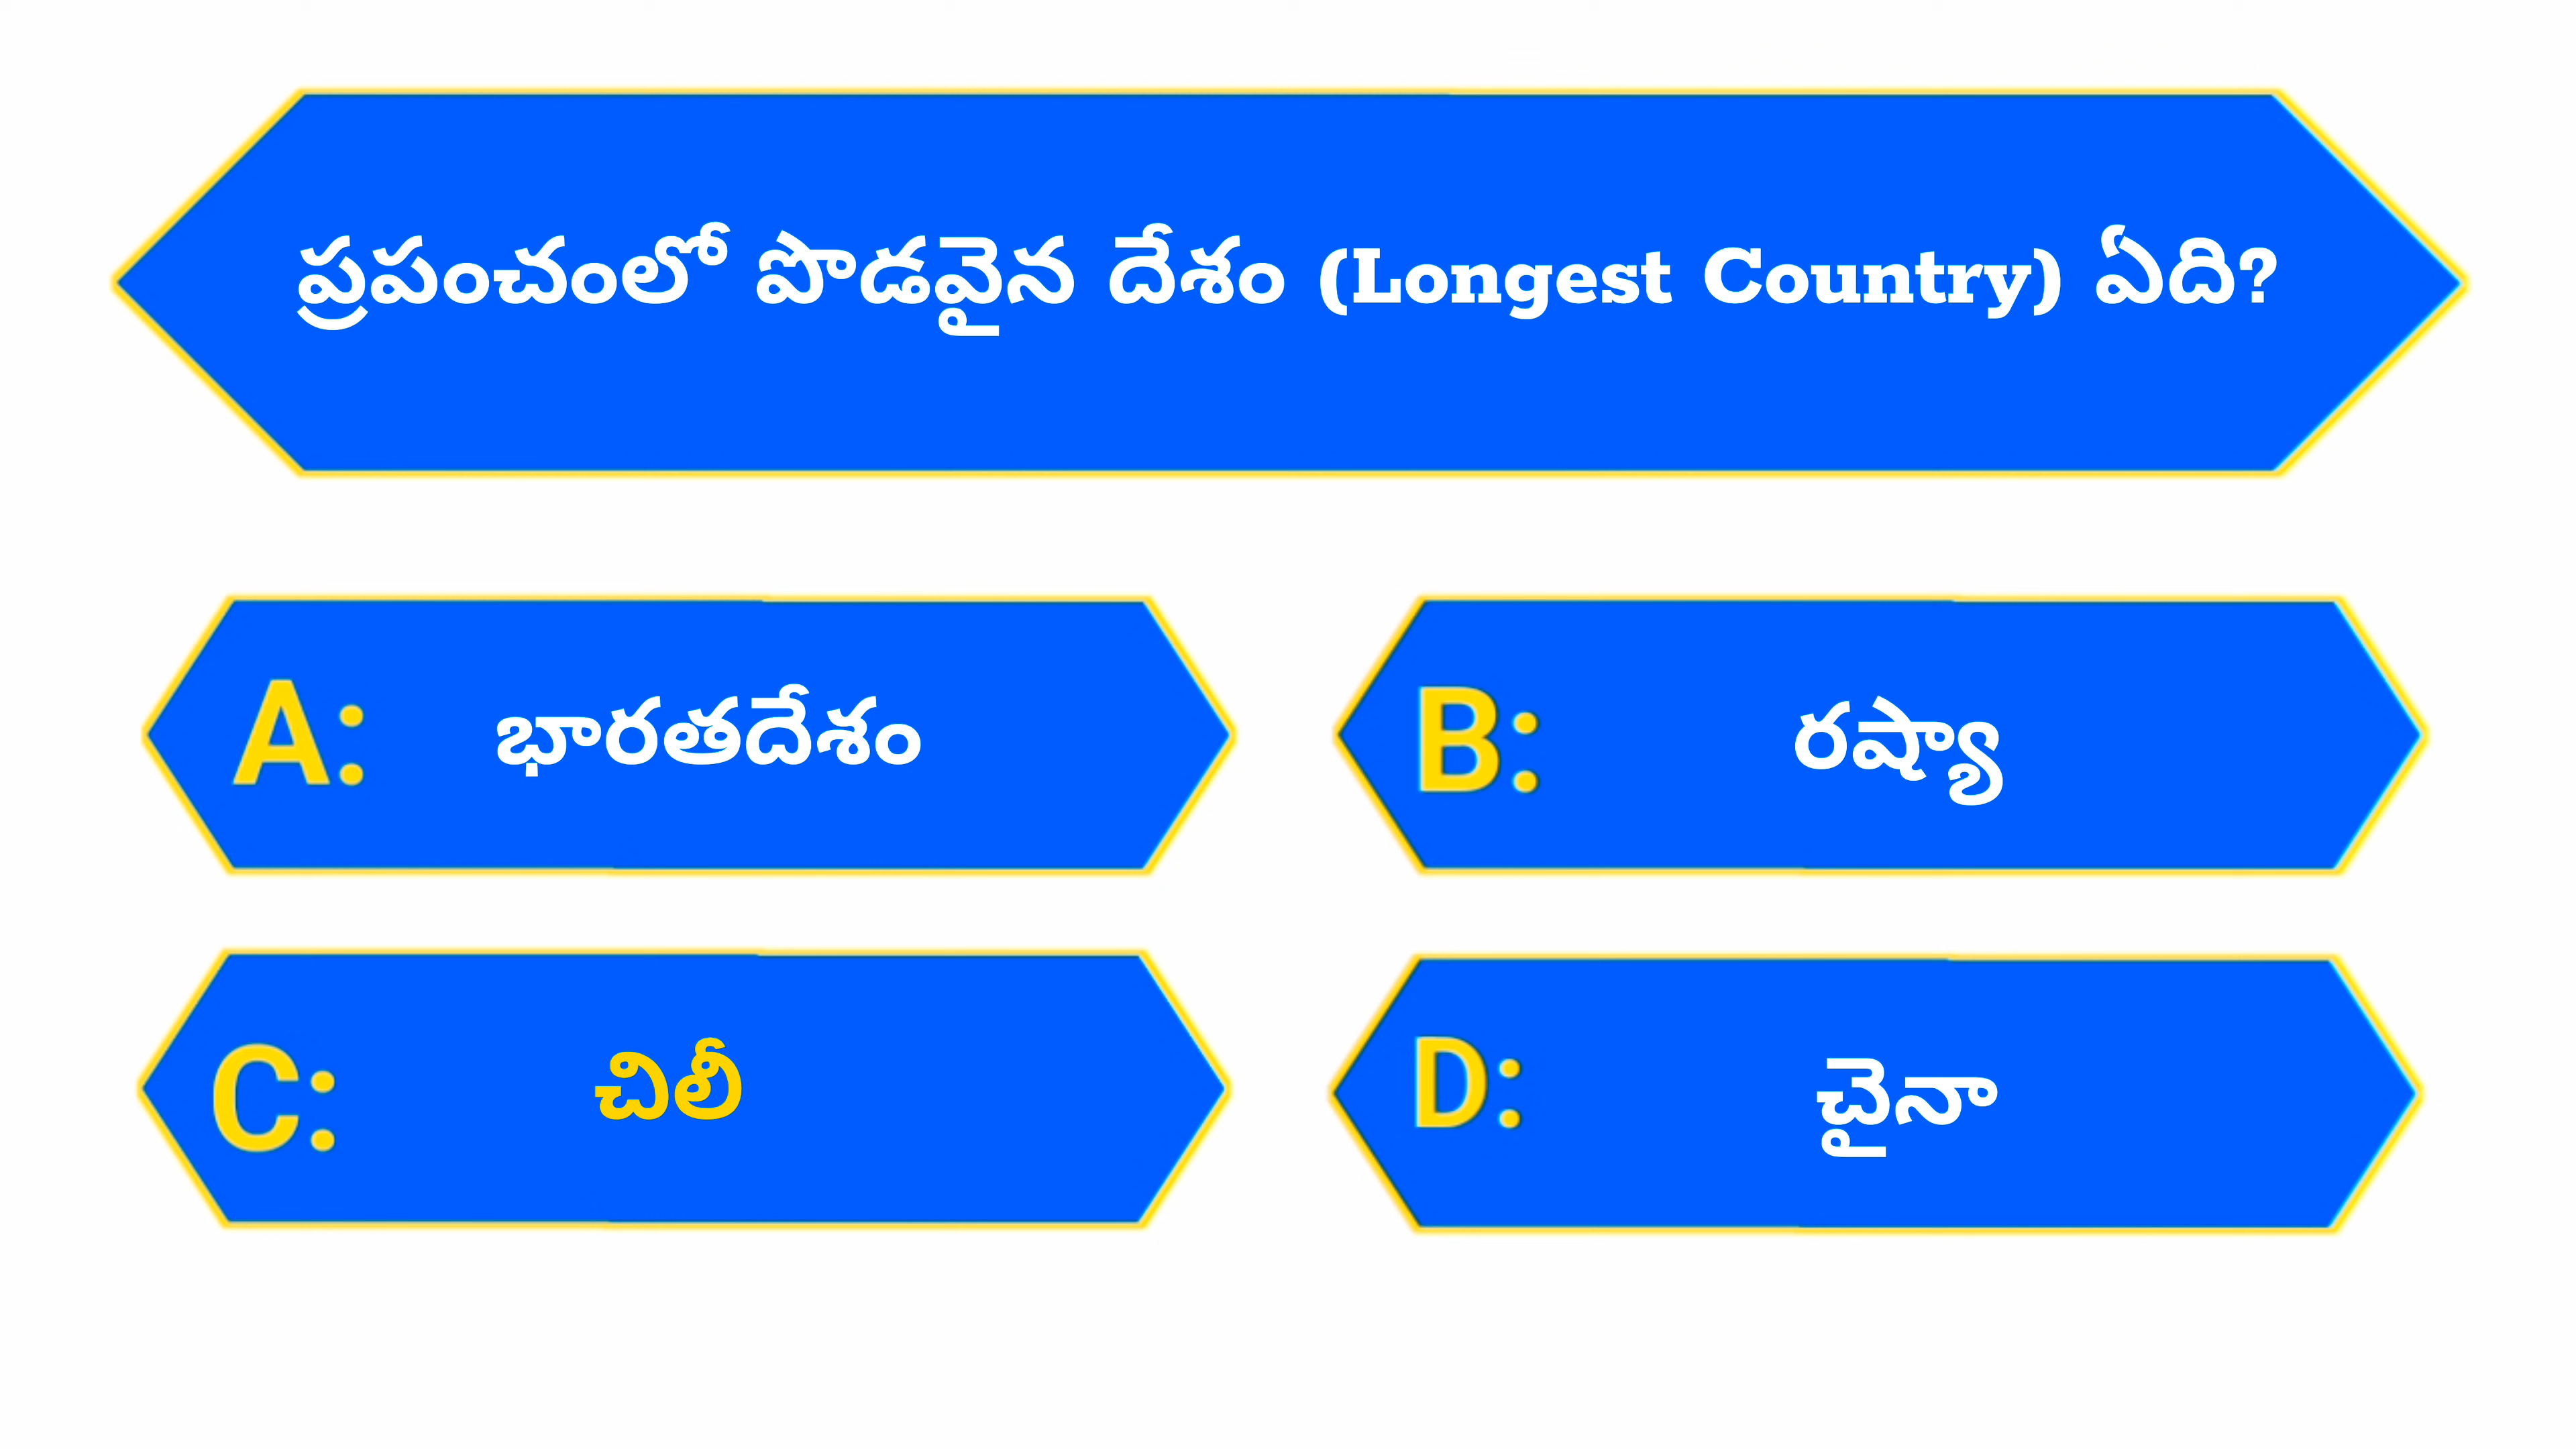 ప్రపంచంలో పొడవైన దేశం (Longest Country) ఏది?
A: భారతదేశం
B: రష్యా
C: చిలీ
D: చైనా